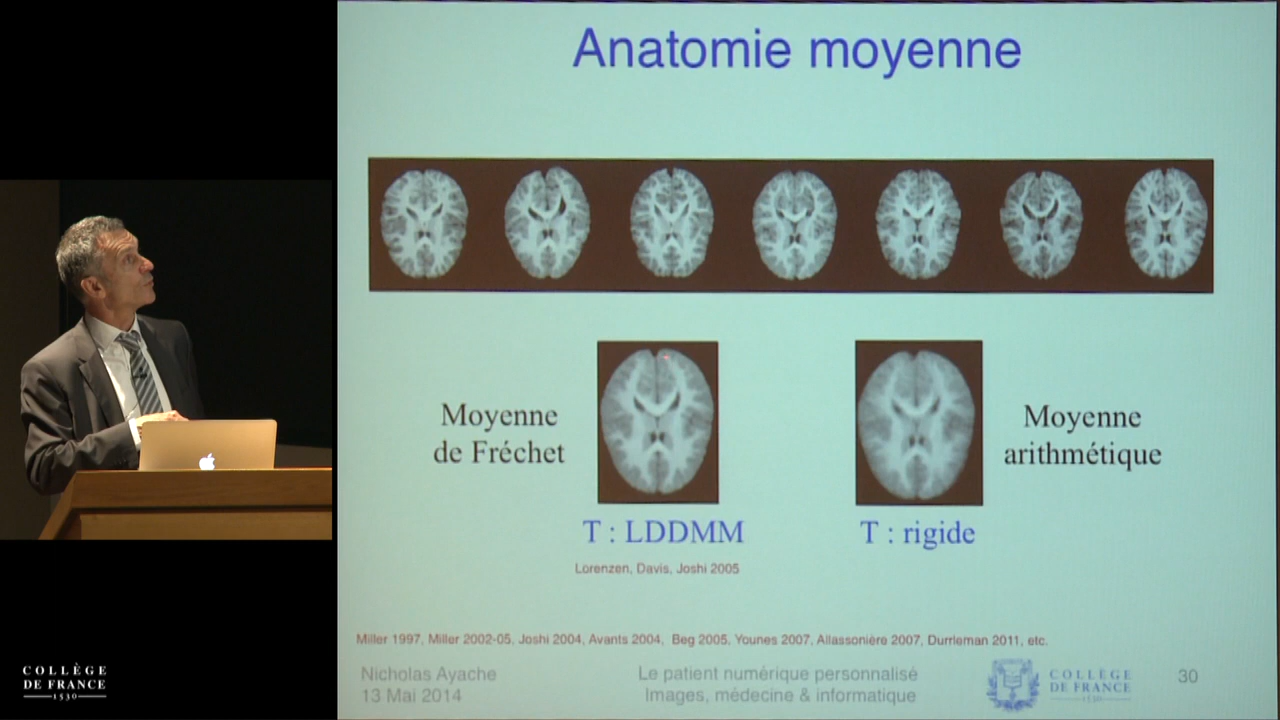 Anatomie moyenne
Moyenne
de Fréchet
Moyenne
arithmétique
T : LDDMM
T : rigide
Lorenzen, Davis, Joshi 2005
Miller 1997, Miller 2002-05, Joshi 2004, Avants 2004, Beg 2005, Younes 2007, Allassonière 2007, Durrleman 2011, etc.
Nicholas Ayache
13 Mai 2014
Le patient numérique personnalisé
Images, médecine & informatique
COLLÈGE
DE FRANCE
1530
30
COLLÈGE
DE FRANCE
1530